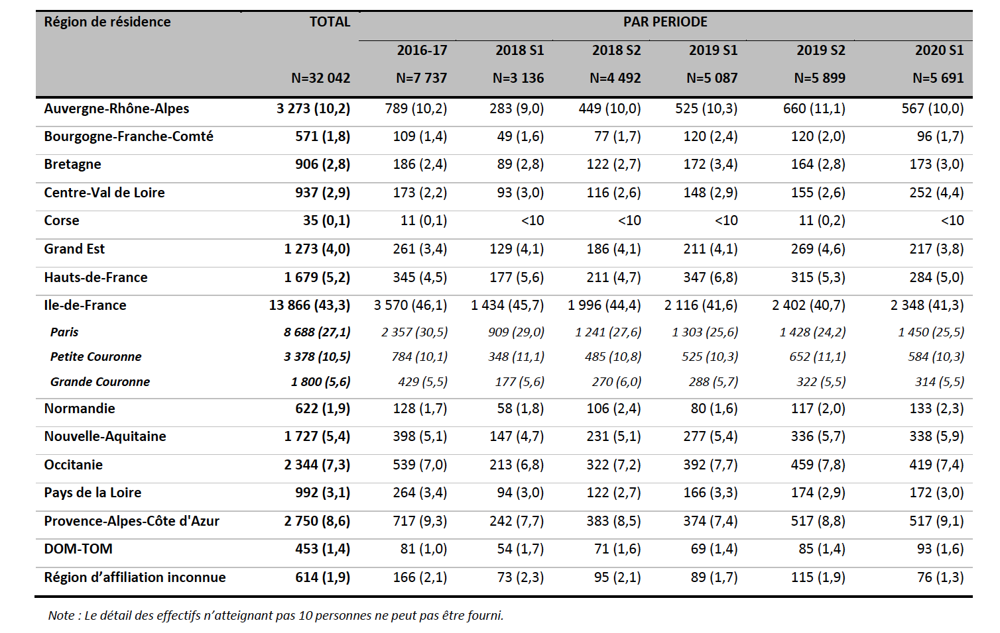 Région de résidence TOTAL PAR PERIODE
2016-17 2018 S1 2018 S2 2019 S1 2019 S2 2020 S1
N=32 042 N=7 737 N=3 136 N=4 492 N=5 087 N=5 899 N=5 691
Auvergne-Rhône-Alpes 3 273 (10,2) 789 (10,2) 283 (9,0) 449 (10,0) 525 (10,3) 660 (11,1) 567 (10,0)
Bourgogne-Franche-Comté 571 (1,8) 109 (1,4) 49 (1,6) 77 (1,7) 120 (2,4) 120 (2,0) 96 (1,7)
Bretagne 906 (2,8) 186 (2,4) 89 (2,8) 122 (2,7) 172 (3,4) 164 (2,8) 173 (3,0)
Centre-Val de Loire 937 (2,9) 173 (2,2) 93 (3,0) 116 (2,6) 148 (2,9) 155 (2,6) 252 (4,4)
Corse 35 (0,1) 11 (0,1) <10 <10 <10 11 (0,2) <10
Grand Est 1 273 (4,0) 261 (3,4) 129 (4,1) 186 (4,1) 211 (4,1) 269 (4,6) 217 (3,8)
Hauts-de-France 1 679 (5,2) 345 (4,5) 177 (5,6) 211 (4,7) 347 (6,8) 315 (5,3) 284 (5,0)
Ile-de-France 13 866 (43,3) 3 570 (46,1) 1 434 (45,7) 1 996 (44,4) 2 116 (41,6) 2 402 (40,7) 2 348 (41,3)
Paris 8 688 (27,1) 2 357 (30,5) 909 (29,0) 1 241 (27,6) 1 303 (25,6) 1 428 (24,2) 1 450 (25,5)
Petite Couronne 3 378 (10,5) 784 (10,1) 348 (11,1) 485 (10,8) 525 (10,3) 652 (11,1) 584 (10,3)
Grande Couronne 1 800 (5,6) 429 (5,5) 177 (5,6) 270 (6,0) 288 (5,7) 322 (5,5) 314 (5,5)
Normandie 622 (1,9) 128 (1,7) 58 (1,8) 106 (2,4) 80 (1,6) 117 (2,0) 133 (2,3)
Nouvelle-Aquitaine 1 727 (5,4) 398 (5,1) 147 (4,7) 231 (5,1) 277 (5,4) 336 (5,7) 338 (5,9)
Occitanie 2 344 (7,3) 539 (7,0) 213 (6,8) 322 (7,2) 392 (7,7) 459 (7,8) 419 (7,4)
Pays de la Loire 992 (3,1) 264 (3,4) 94 (3,0) 122 (2,7) 166 (3,3) 174 (2,9) 172 (3,0)
Provence-Alpes-Côte d'Azur 2 750 (8,6) 717 (9,3) 242 (7,7) 383 (8,5) 374 (7,4) 517 (8,8) 517 (9,1)
DOM-TOM 453 (1,4) 81 (1,0) 54 (1,7) 71 (1,6) 69 (1,4) 85 (1,4) 93 (1,6)
Région d’affiliation inconnue 614 (1,9) 166 (2,1) 73 (2,3) 95 (2,1) 89 (1,7) 115 (1,9) 76 (1,3)
Note : Le détail des effectifs n’atteignant pas 10 personnes ne peut pas être fourni.